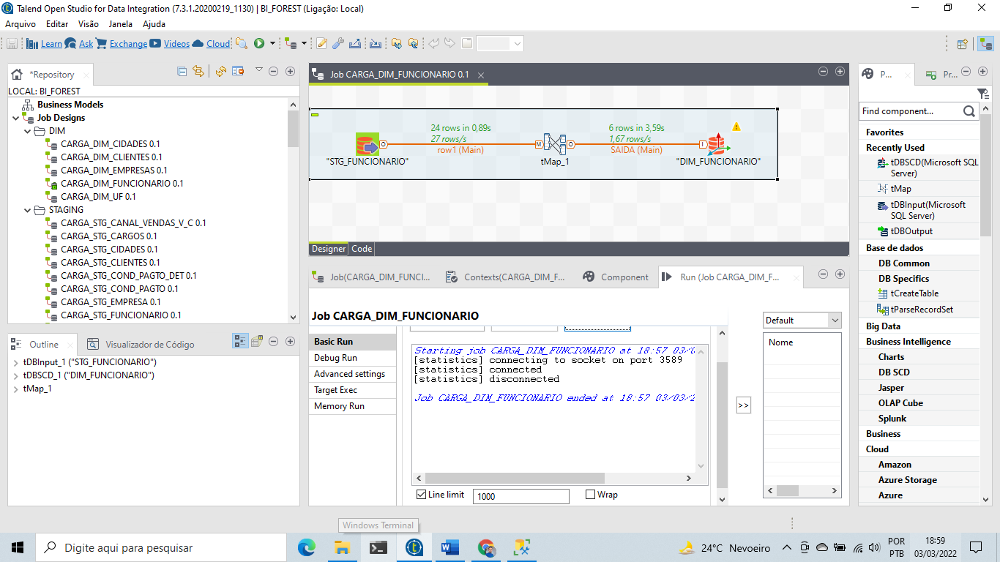 Talend Open Studio for Data Integration (7.3.1.20200219_1130) | BI_FOREST (Ligação: Local)
Arquivo Editar Visão Janela Ajuda
Learn Ask Exchange Videos Cloud
*Repository
LOCAL: BI_FOREST
Business Models
Job Designs
DIM
CARGA_DIM_CIDADES 0.1
CARGA_DIM_CLIENTES 0.1
CARGA_DIM_EMPRESAS 0.1
CARGA_DIM_FUNCIONARIO 0.1
CARGA_DIM_UF 0.1
STAGING
CARGA_STG_CANAL_VENDAS_V_C 0.1
CARGA_STG_CARGOS 0.1
CARGA_STG_CIDADES 0.1
CARGA_STG_CLIENTES 0.1
CARGA_STG_COND_PAGTO_DET 0.1
CARGA_STG_COND_PAGTO 0.1
CARGA_STG_EMPRESA 0.1
CARGA_STG_FUNCIONARIO 0.1
Outline Visualizador de Código
tDBInput_1 ("STG_FUNCIONARIO")
tDBSCD_1 ("DIM_FUNCIONARIO")
tMap_1
Job CARGA_DIM_FUNCIONARIO 0.1
24 rows in 0,89s
27 rows/s
row1 (Main)
6 rows in 3,59s
1,67 rows/s
SAIDA (Main)
O M O I
"STG_FUNCIONARIO" tMap_1 "DIM_FUNCIONARIO"
Designer Code
Job(CARGA_DIM_FUNCI... Contexts(CARGA_DIM_F... Component Run (Job CARGA_DIM_F...
Job CARGA_DIM_FUNCIONARIO
Basic Run
Debug Run
Advanced settings
Target Exec
Memory Run
Starting job CARGA_DIM_FUNCIONARIO at 18:57 03/0
[statistics] connecting to socket on port 3589
[statistics] connected
[statistics] disconnected
Job CARGA_DIM_FUNCIONARIO ended at 18:57 03/03/2
Line limit 1000 Wrap
>>
Default
Nome
P... Pr...
Find component...
Favorites
Recently Used
tDBSCD(Microsoft SQL
Server)
tMap
tDBInput(Microsoft
SQL Server)
tDBOutput
Base de dados
DB Common
DB Specifics
tCreateTable
tParseRecordSet
Big Data
Business Intelligence
Charts
DB SCD
Jasper
OLAP Cube
Splunk
Business
Cloud
Amazon
Azure Storage
Azure
Windows Terminal
Digite aqui para pesquisar
24°C Nevoeiro
POR
PTB
18:59
03/03/2022